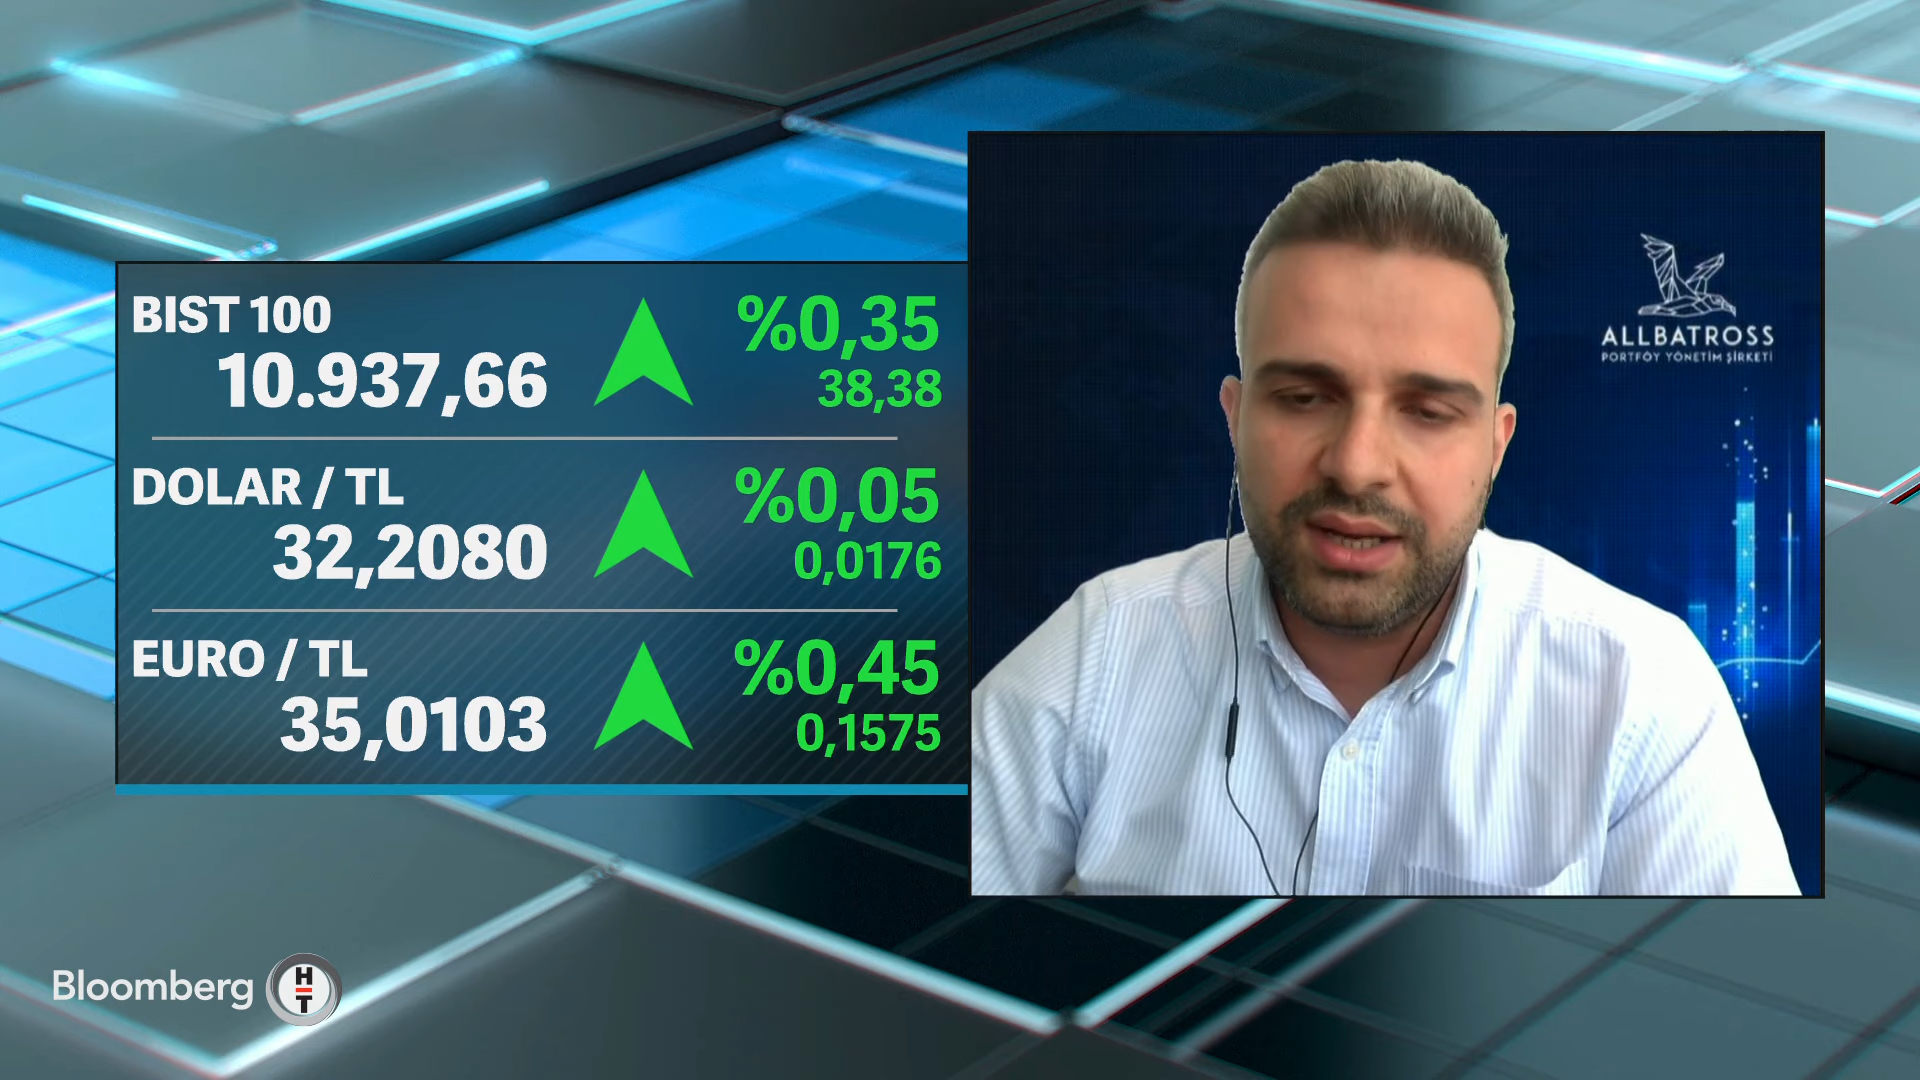 BIST 100
10.937,66
%0,35
38,38
DOLAR / TL
32,2080
%0,05
0,0176
EURO / TL
35,0103
%0,45
0,1575
ALLBATROSS
PORTFÖY YÖNETİM ŞİRKETİ
Bloomberg HT